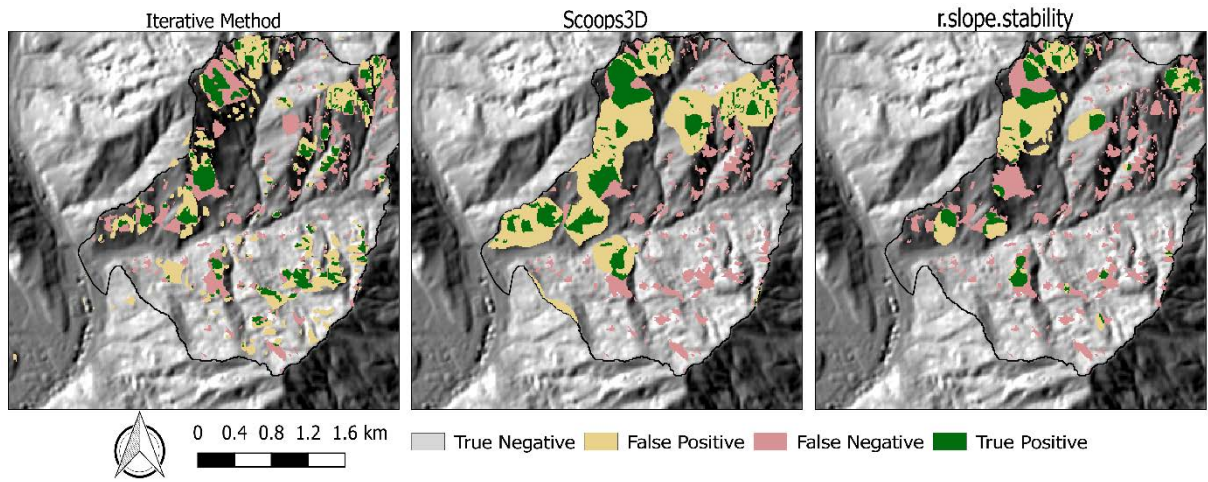 Iterative Method
Scoops3D
r.slope.stability
0 0.4 0.8 1.2 1.6 km
True Negative False Positive False Negative True Positive